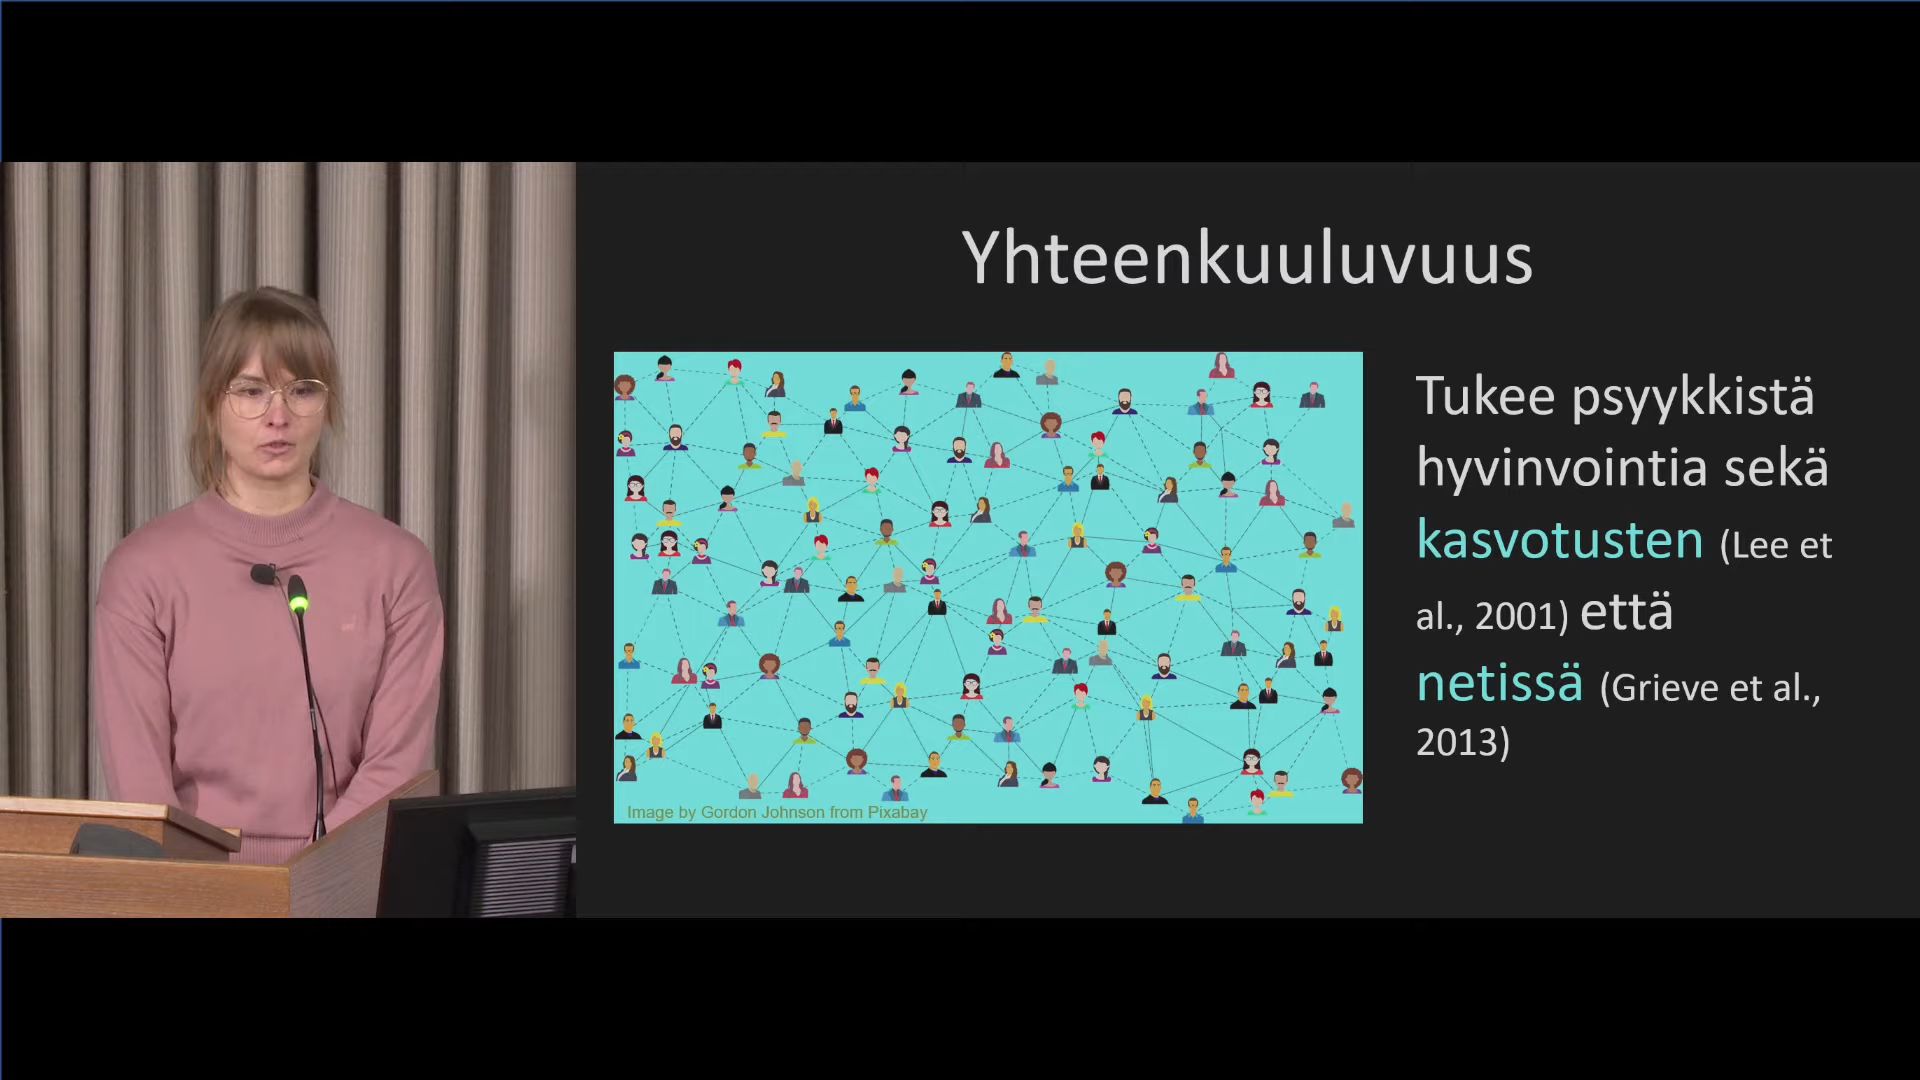 Yhteenkuuluvuus
Tukee psyykkistä
hyvinvointia sekä
kasvotusten (Lee et
al., 2001) että
netissä (Grieve et al.,
2013)
Image by Gordon Johnson from Pixabay